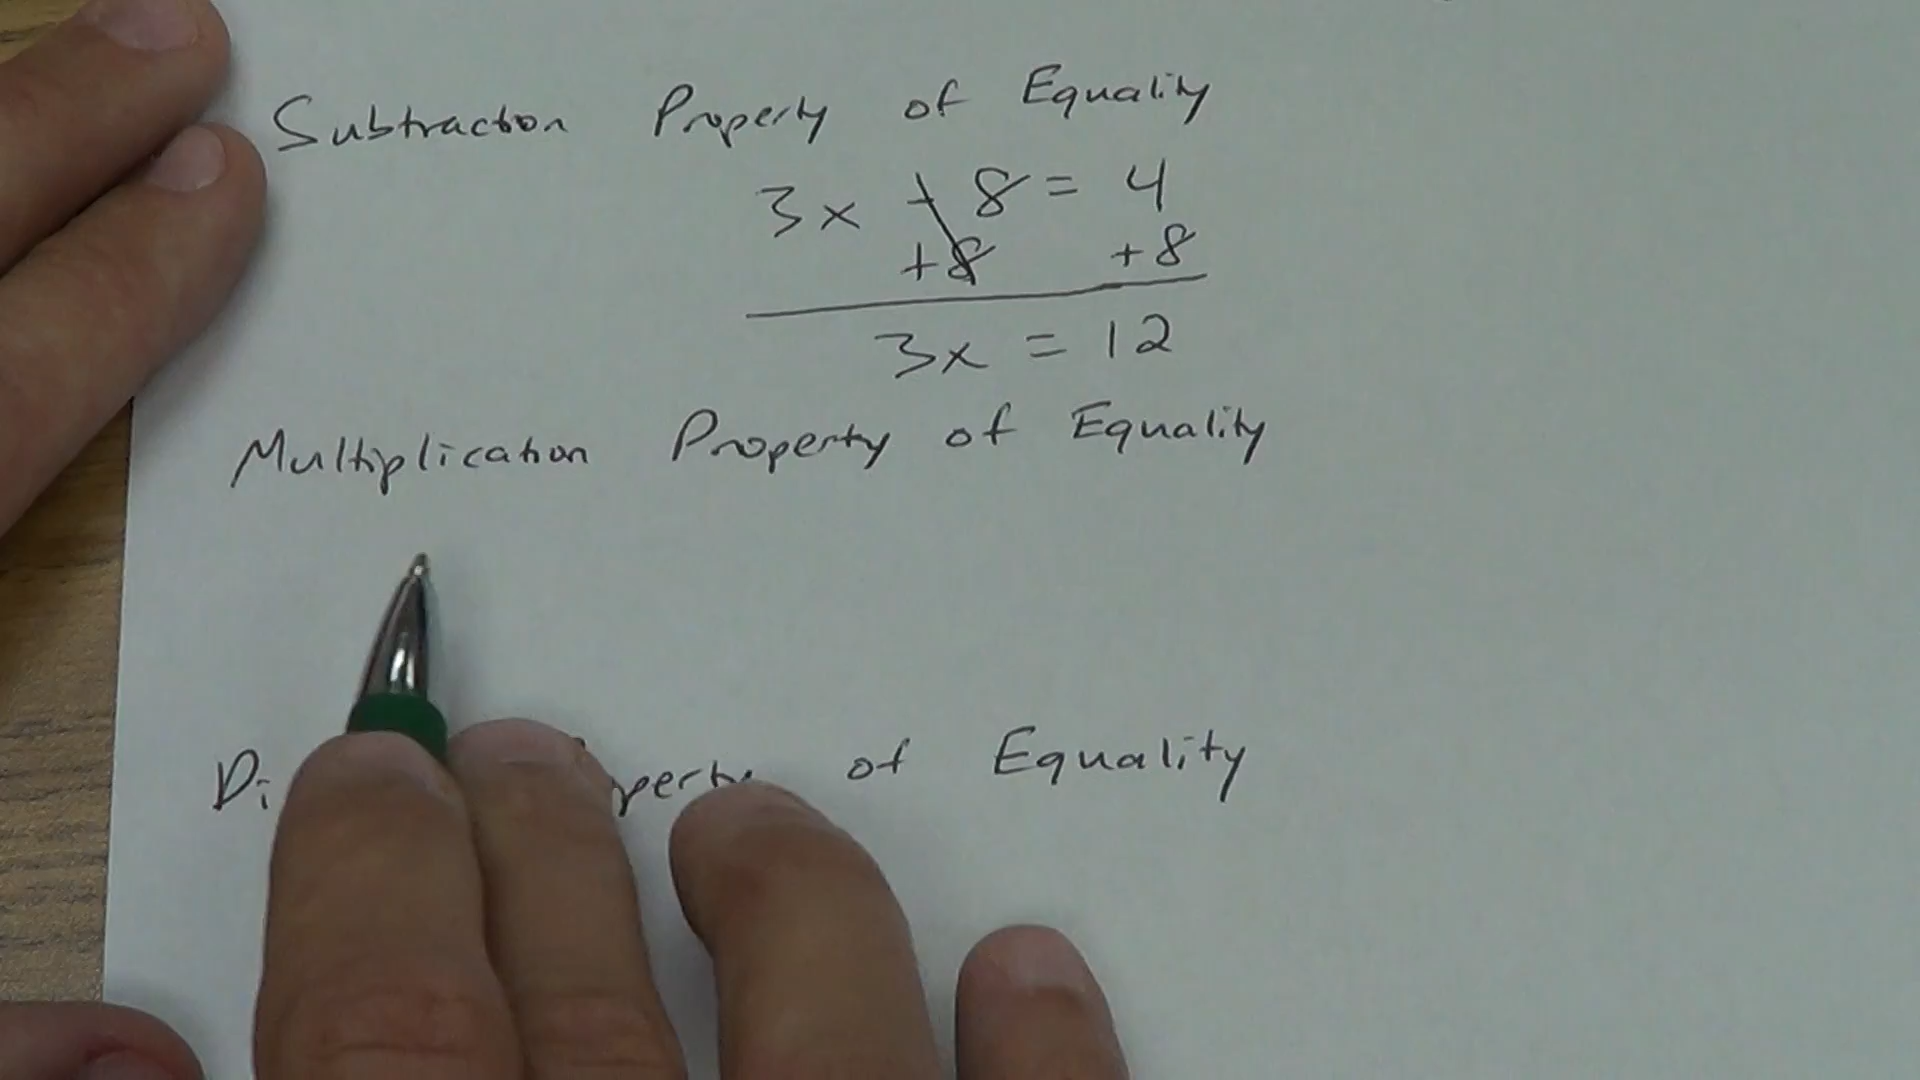 Subtraction Property of Equality
3x + 8 = 4
+8 +8
3x = 12
Multiplication Property of Equality
of Equality